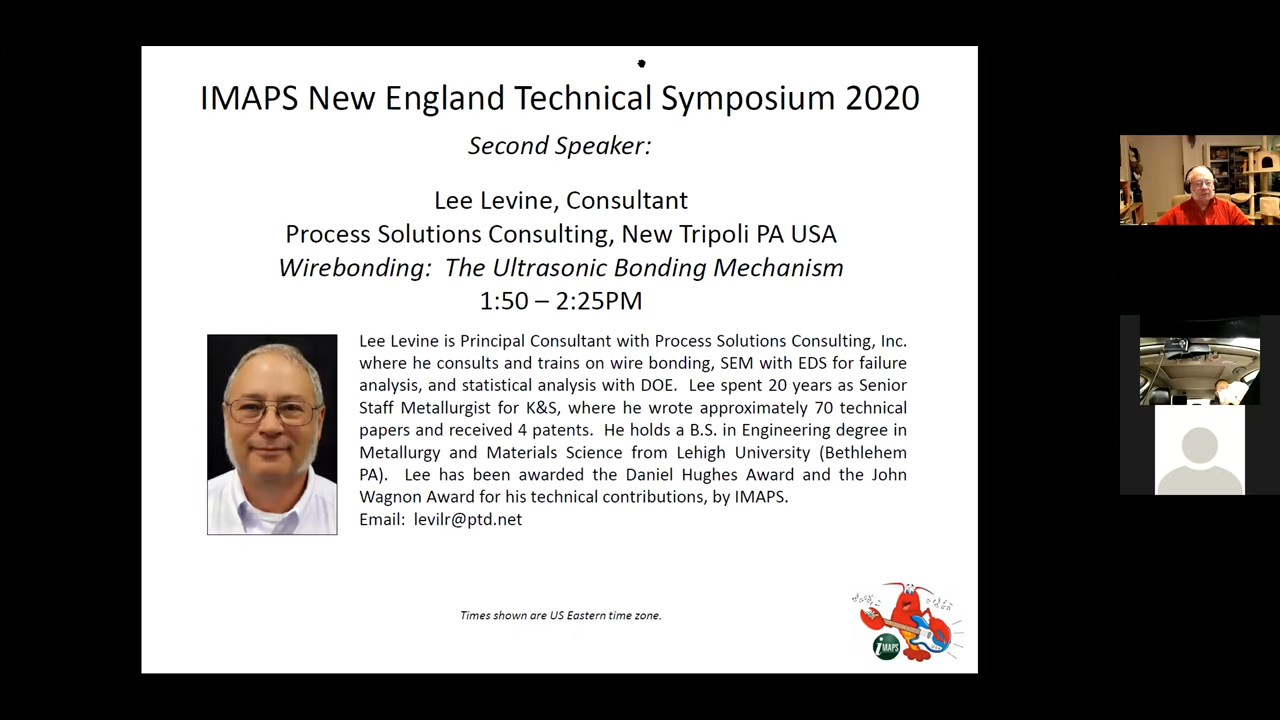 IMAPS New England Technical Symposium 2020
Second Speaker:
Lee Levine, Consultant
Process Solutions Consulting, New Tripoli PA USA
Wirebonding: The Ultrasonic Bonding Mechanism
1:50 – 2:25PM
Lee Levine is Principal Consultant with Process Solutions Consulting, Inc.
where he consults and trains on wire bonding, SEM with EDS for failure
analysis, and statistical analysis with DOE. Lee spent 20 years as Senior
Staff Metallurgist for K&S, where he wrote approximately 70 technical
papers and received 4 patents. He holds a B.S. in Engineering degree in
Metallurgy and Materials Science from Lehigh University (Bethlehem
PA). Lee has been awarded the Daniel Hughes Award and the John
Wagnon Award for his technical contributions, by IMAPS.
Email: levilr@ptd.net
Times shown are US Eastern time zone.
iMAPS